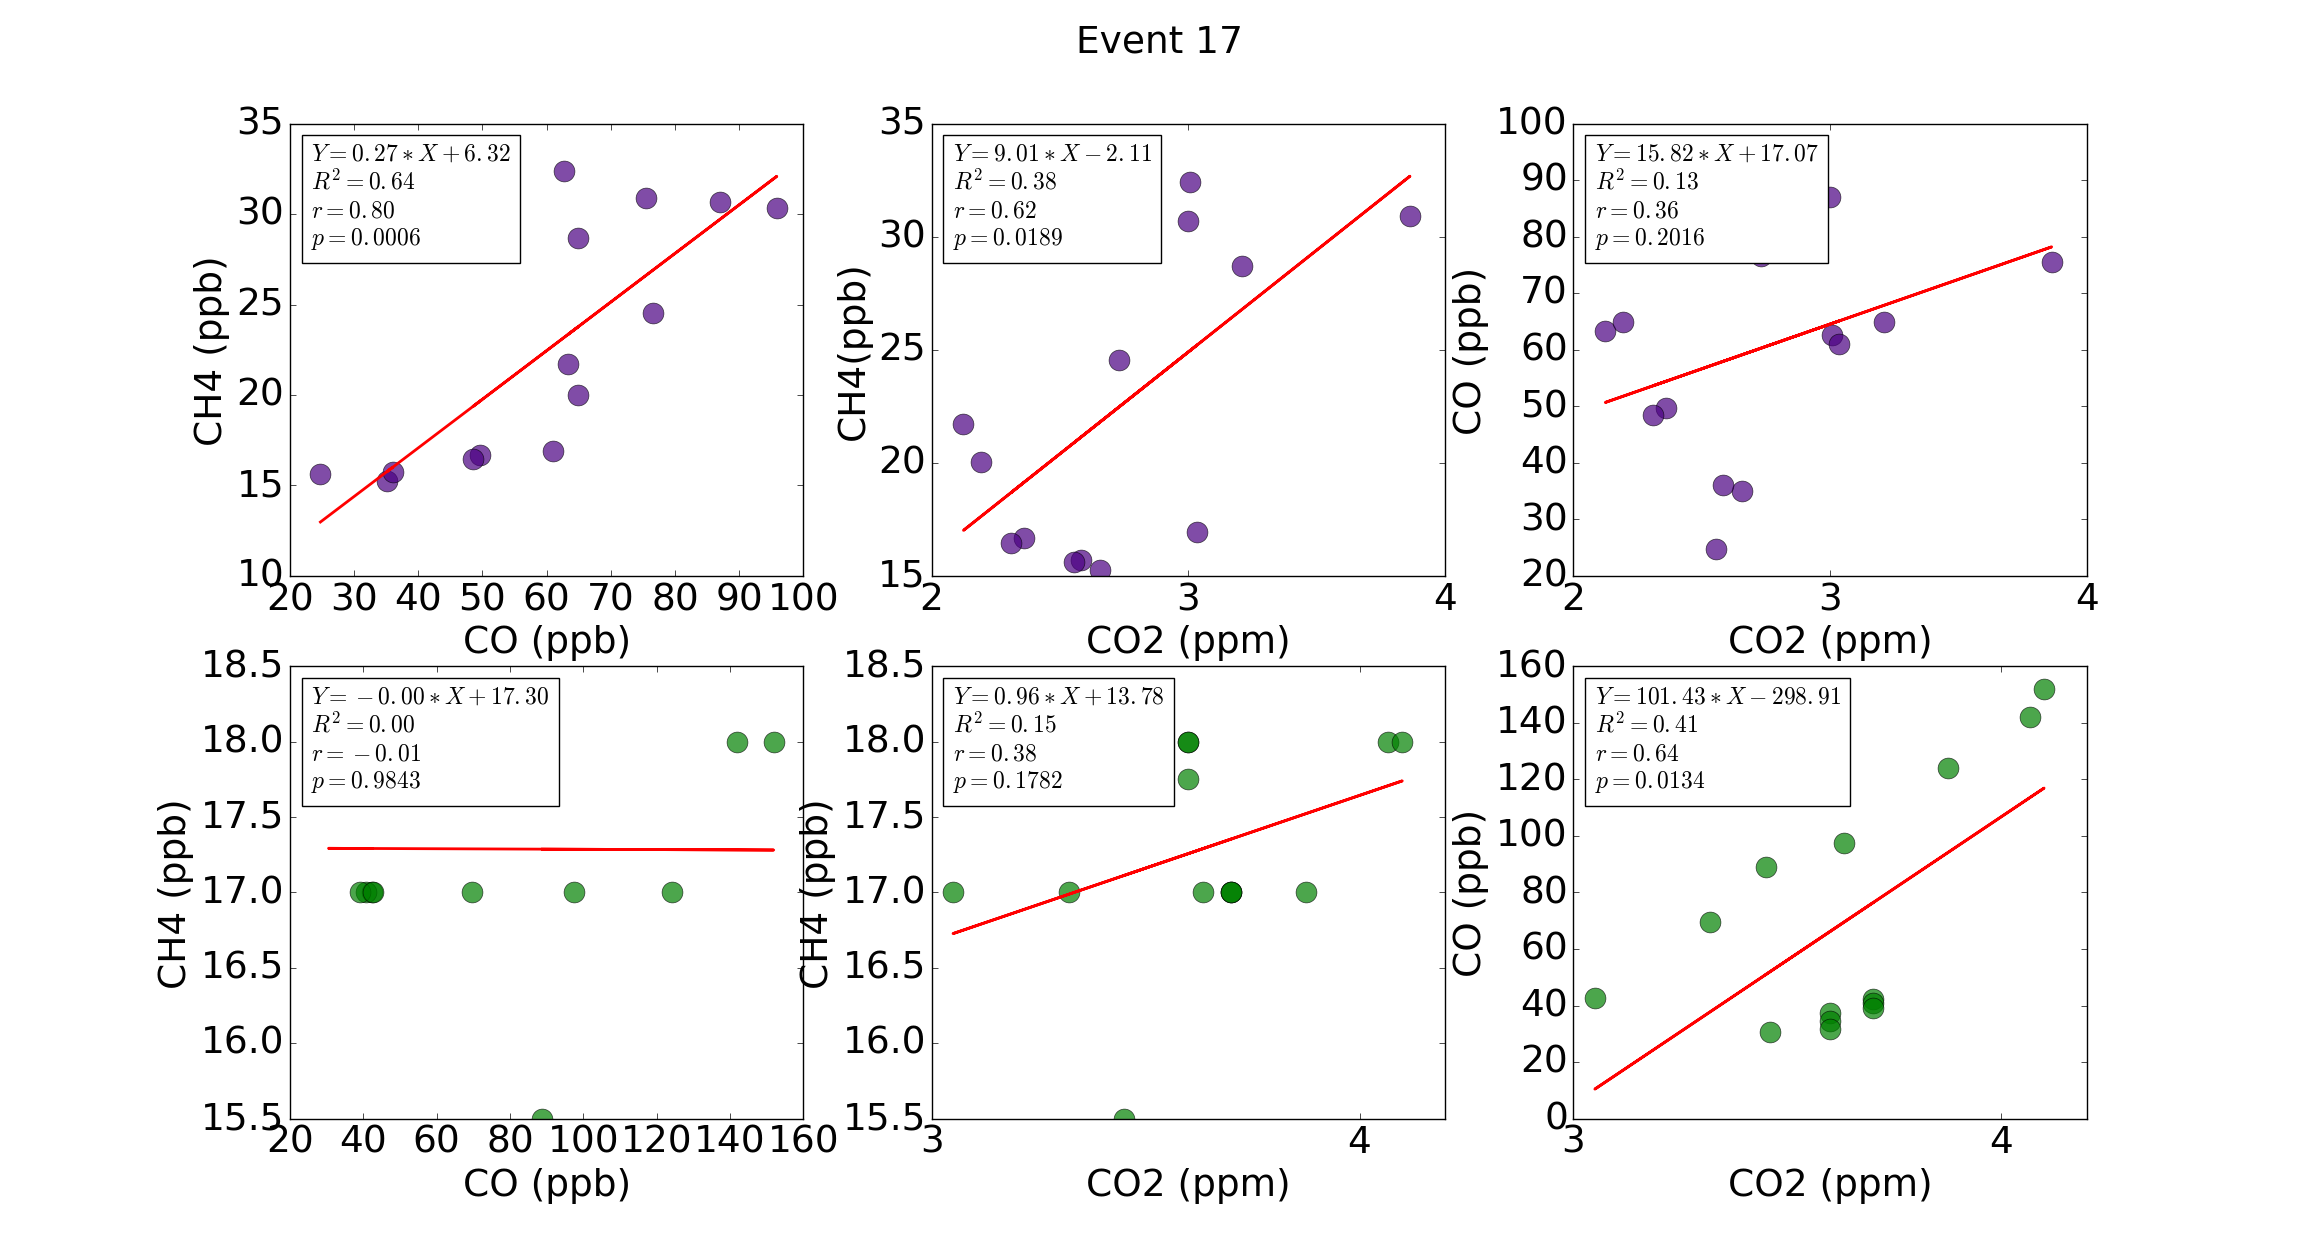 Event 17
35
30
25
20
15
10
CH4 (ppb)
Y = 0.27 ∗ X + 6.32
R² = 0.64
r = 0.80
p = 0.0006
20 30 40 50 60 70 80 90 100
CO (ppb)
35
30
25
20
15
CH4(ppb)
Y = 9.01 ∗ X − 2.11
R² = 0.38
r = 0.62
p = 0.0189
2 3 4
CO2 (ppm)
100
90
80
70
60
50
40
30
20
CO (ppb)
Y = 15.82 ∗ X + 17.07
R² = 0.13
r = 0.36
p = 0.2016
2 3 4
CO2 (ppm)
18.5
18.0
17.5
17.0
16.5
16.0
15.5
CH4 (ppb)
Y = −0.00 ∗ X + 17.30
R² = 0.00
r = −0.01
p = 0.9843
20 40 60 80 100 120 140 160
CO (ppb)
18.5
18.0
17.5
17.0
16.5
16.0
15.5
CH4 (ppb)
Y = 0.96 ∗ X + 13.78
R² = 0.15
r = 0.38
p = 0.1782
3 4
CO2 (ppm)
160
140
120
100
80
60
40
20
0
CO (ppb)
Y = 101.43 ∗ X − 298.91
R² = 0.41
r = 0.64
p = 0.0134
3 4
CO2 (ppm)